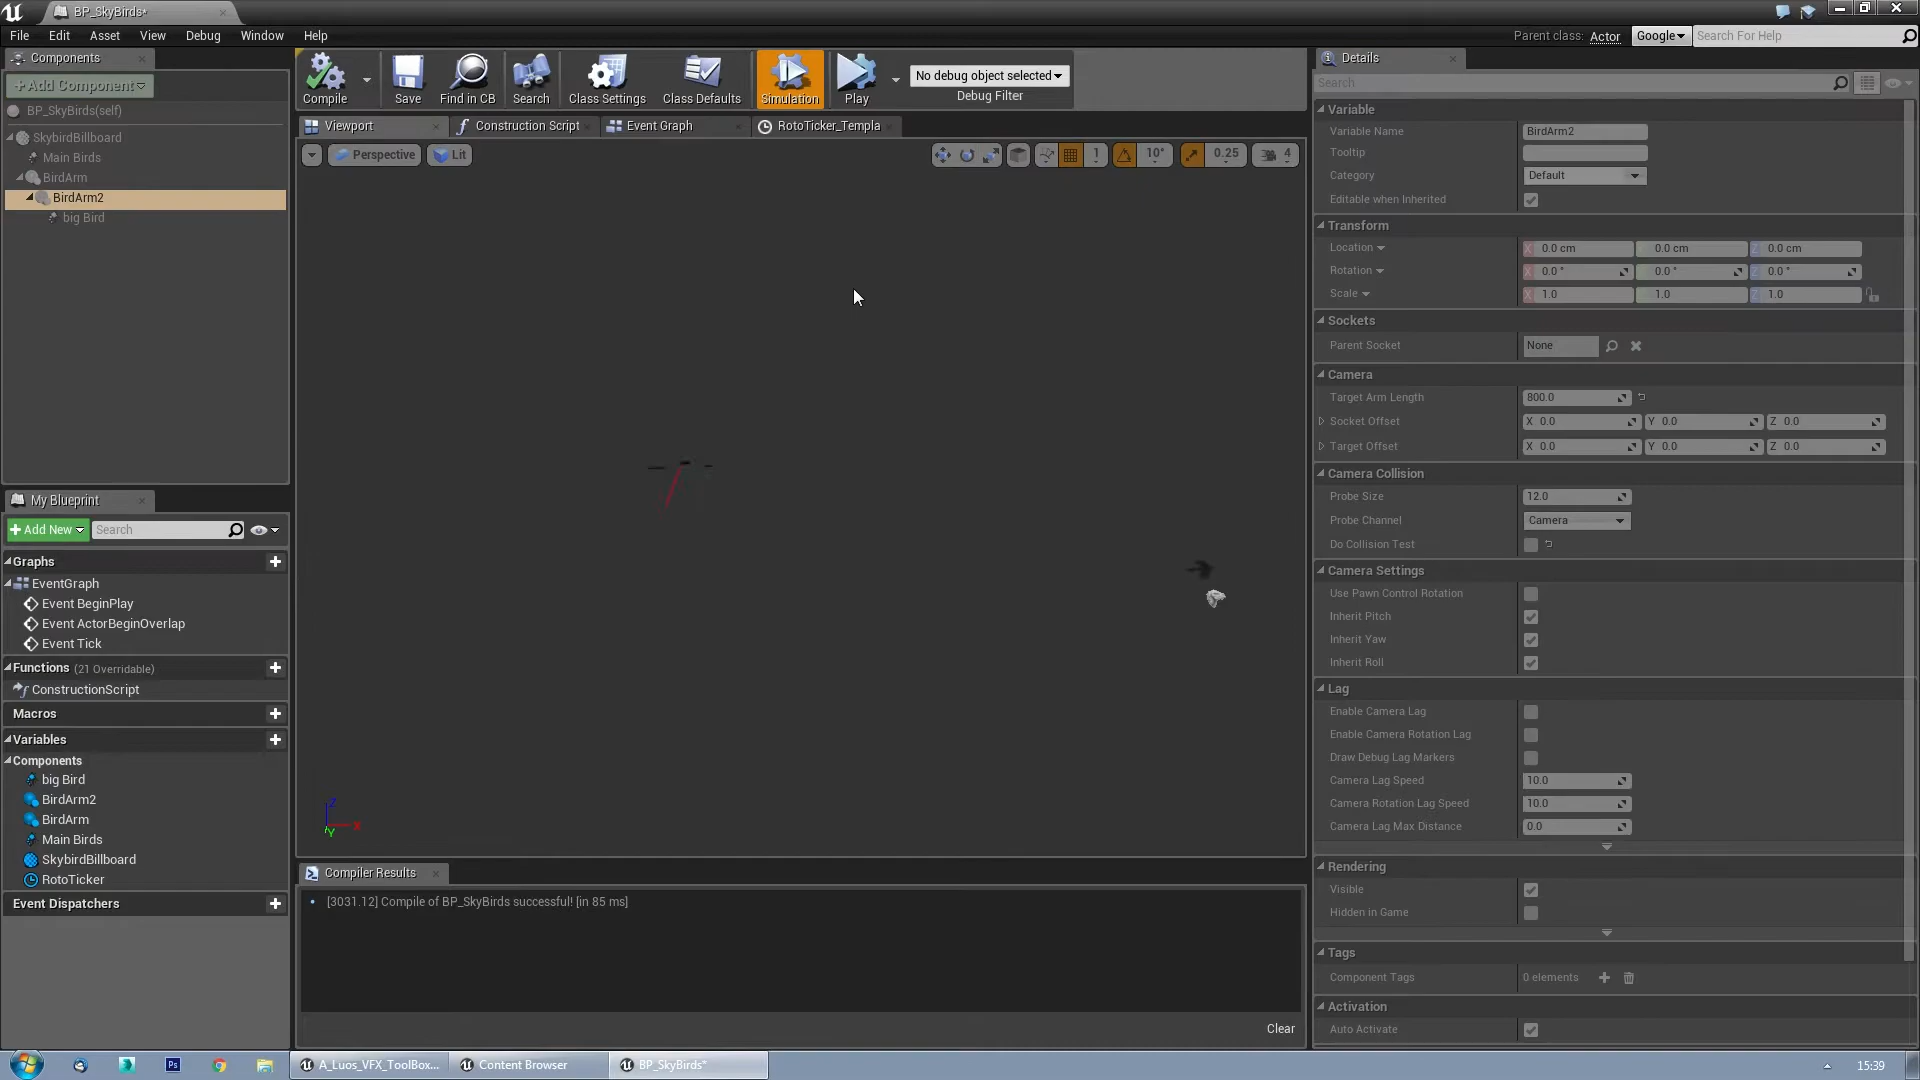 BP_SkyBirds*
File Edit Asset View Debug Window Help
Parent class: Actor Google Search For Help
Components
+Add Component
BP_SkyBirds(self)
SkybirdBillboard
Main Birds
BirdArm
BirdArm2
big Bird
Compile Save Find in CB Search Class Settings Class Defaults Simulation Play
No debug object selected
Debug Filter
Viewport Construction Script Event Graph RotoTicker_Templa
Perspective Lit 1 10° 0.25 4
Z
X
Y
My Blueprint
+Add New Search
Graphs
EventGraph
Event BeginPlay
Event ActorBeginOverlap
Event Tick
Functions (21 Overridable)
ConstructionScript
Macros
Variables
Components
big Bird
BirdArm2
BirdArm
Main Birds
SkybirdBillboard
RotoTicker
Event Dispatchers
Compiler Results
[3031.12] Compile of BP_SkyBirds successful! [in 85 ms]
Clear
Details
Search
Variable
Variable Name BirdArm2
Tooltip
Category Default
Editable when Inherited
Transform
Location X 0.0 cm 0.0 cm Z 0.0 cm
Rotation X 0.0 ° 0.0 ° Z 0.0 °
Scale X 1.0 1.0 Z 1.0
Sockets
Parent Socket None
Camera
Target Arm Length 800.0
Socket Offset X 0.0 Y 0.0 Z 0.0
Target Offset X 0.0 Y 0.0 Z 0.0
Camera Collision
Probe Size 12.0
Probe Channel Camera
Do Collision Test
Camera Settings
Use Pawn Control Rotation
Inherit Pitch
Inherit Yaw
Inherit Roll
Lag
Enable Camera Lag
Enable Camera Rotation Lag
Draw Debug Lag Markers
Camera Lag Speed 10.0
Camera Rotation Lag Speed 10.0
Camera Lag Max Distance 0.0
Rendering
Visible
Hidden in Game
Tags
Component Tags 0 elements
Activation
Auto Activate
Ps A_Luos_VFX_ToolBox... Content Browser BP_SkyBirds* 15:39